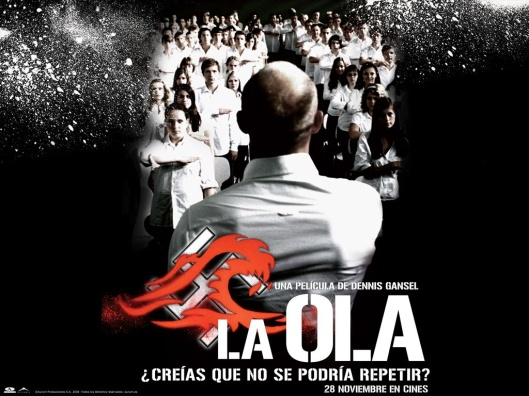 UNA PELÍCULA DE DENNIS GANSEL
LA OLA
¿CREÍAS QUE NO SE PODRÍA REPETIR?
28 NOVIEMBRE EN CINES